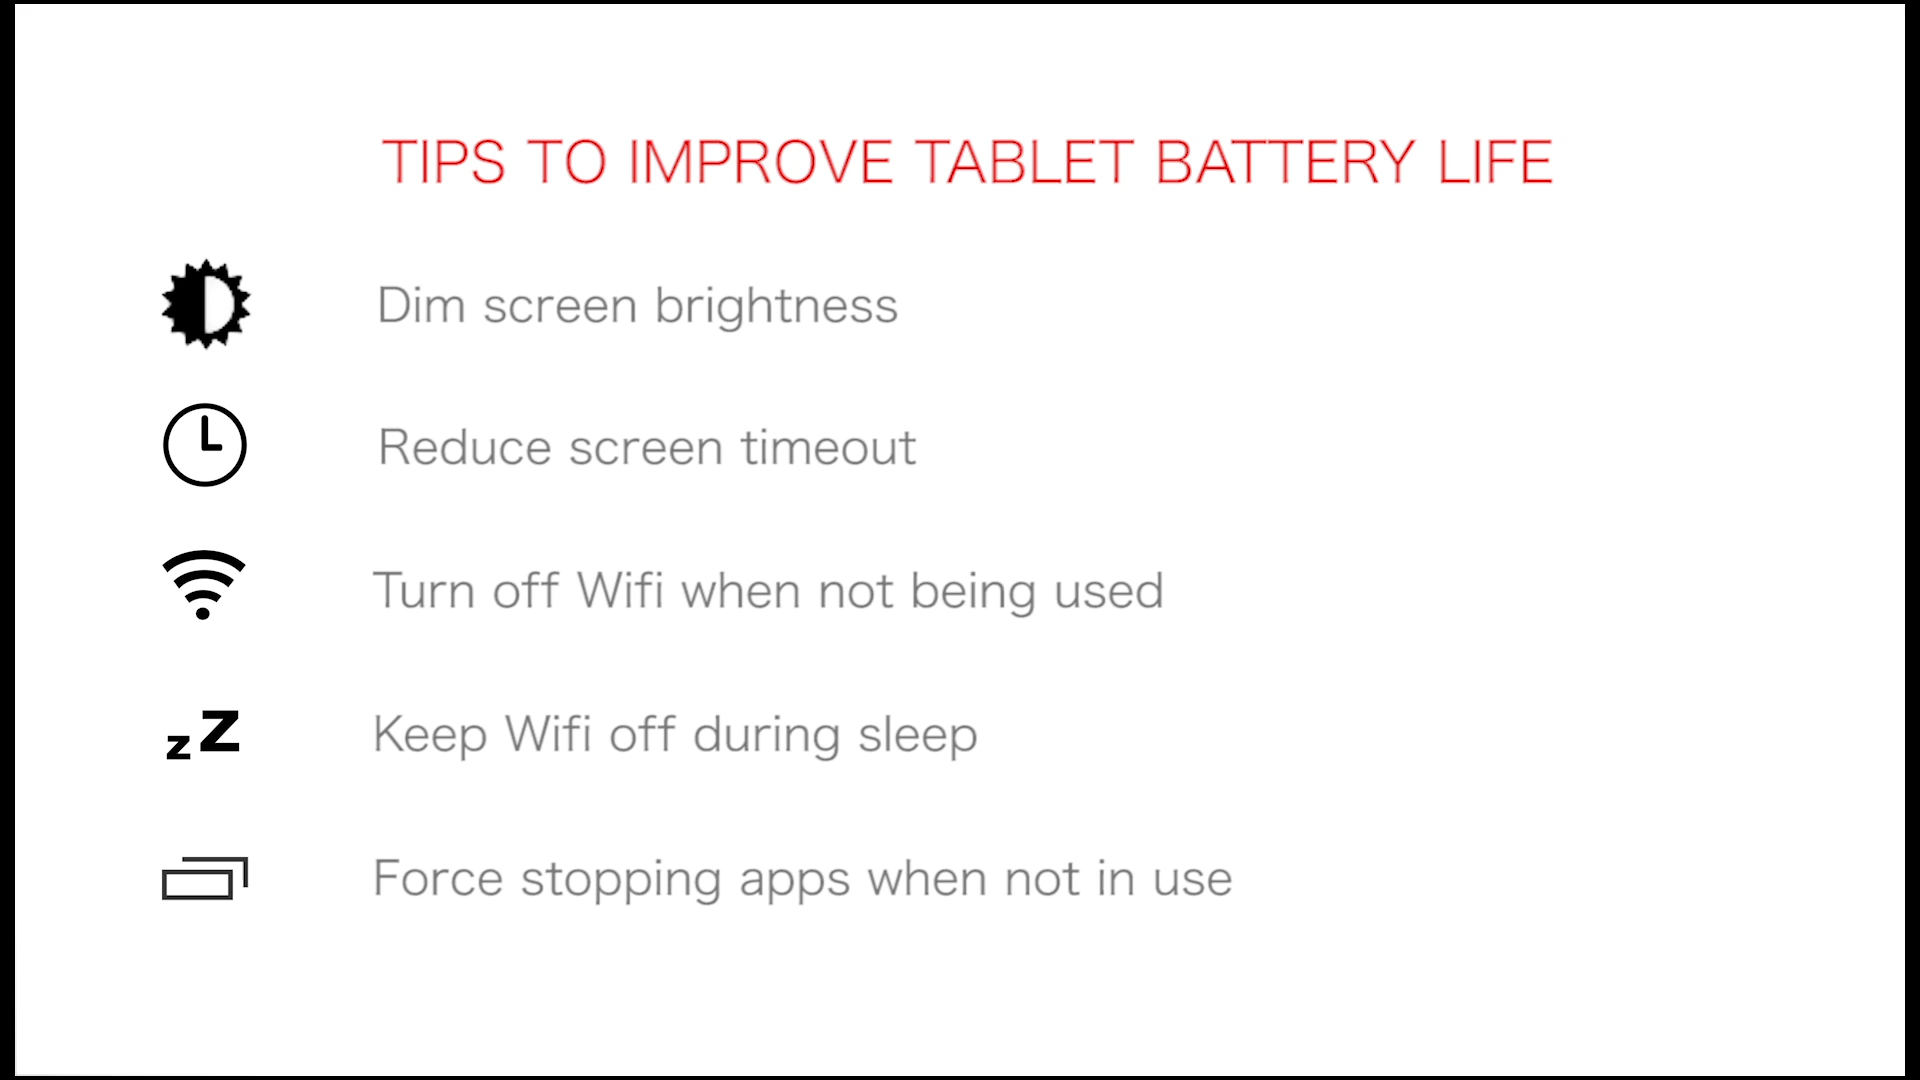 TIPS TO IMPROVE TABLET BATTERY LIFE
Dim screen brightness
Reduce screen timeout
Turn off Wifi when not being used
zZ
Keep Wifi off during sleep
Force stopping apps when not in use